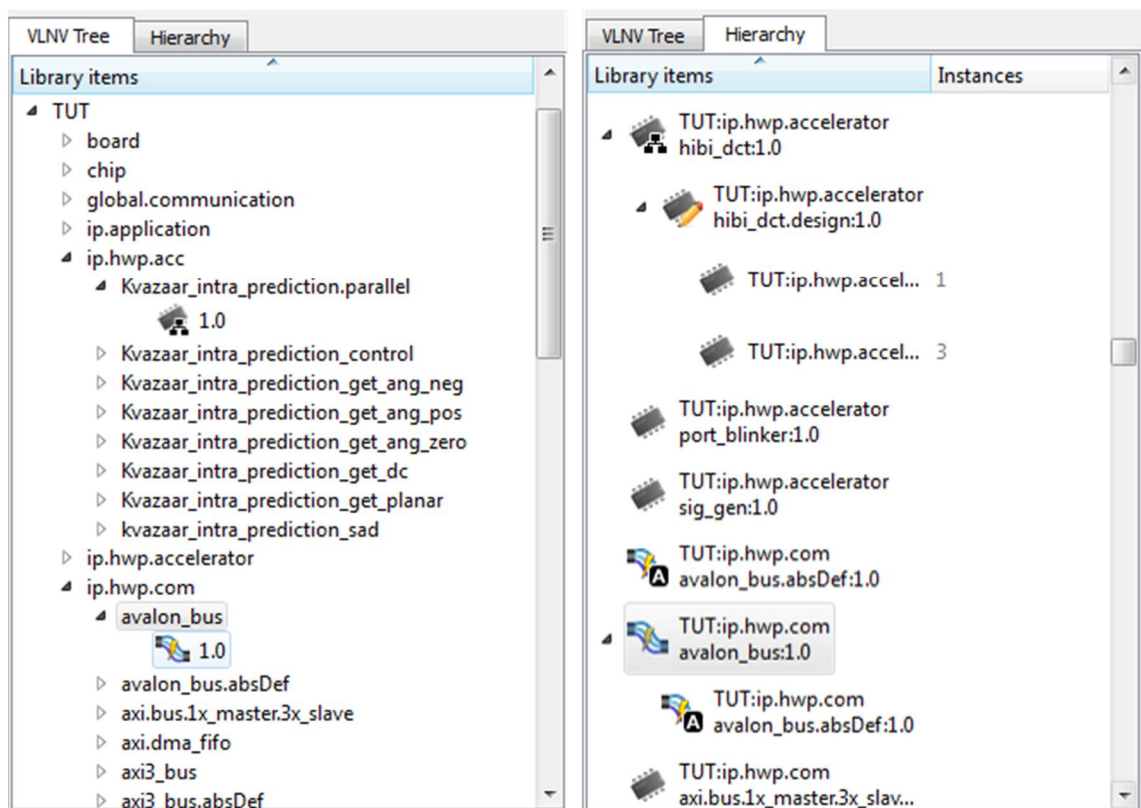 VLNV Tree
Hierarchy
Library items
TUT
board
chip
global.communication
ip.application
ip.hwp.acc
Kvazaar_intra_prediction.parallel
1.0
Kvazaar_intra_prediction_control
Kvazaar_intra_prediction_get_ang_neg
Kvazaar_intra_prediction_get_ang_pos
Kvazaar_intra_prediction_get_ang_zero
Kvazaar_intra_prediction_get_dc
Kvazaar_intra_prediction_get_planar
kvazaar_intra_prediction_sad
ip.hwp.accelerator
ip.hwp.com
avalon_bus
1.0
avalon_bus.absDef
axi.bus.1x_master.3x_slave
axi.dma_fifo
axi3_bus
axi3_bus.absDef
VLNV Tree
Hierarchy
Library items
Instances
TUT:ip.hwp.accelerator
hibi_dct:1.0
TUT:ip.hwp.accelerator
hibi_dct.design:1.0
TUT:ip.hwp.accel... 1
TUT:ip.hwp.accel... 3
TUT:ip.hwp.accelerator
port_blinker:1.0
TUT:ip.hwp.accelerator
sig_gen:1.0
TUT:ip.hwp.com
A avalon_bus.absDef:1.0
TUT:ip.hwp.com
avalon_bus:1.0
TUT:ip.hwp.com
A avalon_bus.absDef:1.0
TUT:ip.hwp.com
axi.bus.1x_master.3x_slav...